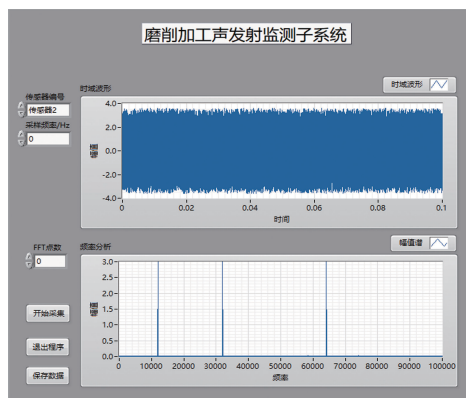 磨削加工声发射监测子系统
时域波形
时域波形
传感器编号
传感器2
采样频率/Hz
0
幅值
4.0
2.0
0.0
-2.0
-4.0
0 0.02 0.04 0.06 0.08 0.1
时间
FFT点数
0
频率分析
幅值谱
幅值
3.0
2.5
2.0
1.5
1.0
0.5
0.0
0 10000 20000 30000 40000 50000 60000 70000 80000 90000 100000
频率
开始采集
退出程序
保存数据